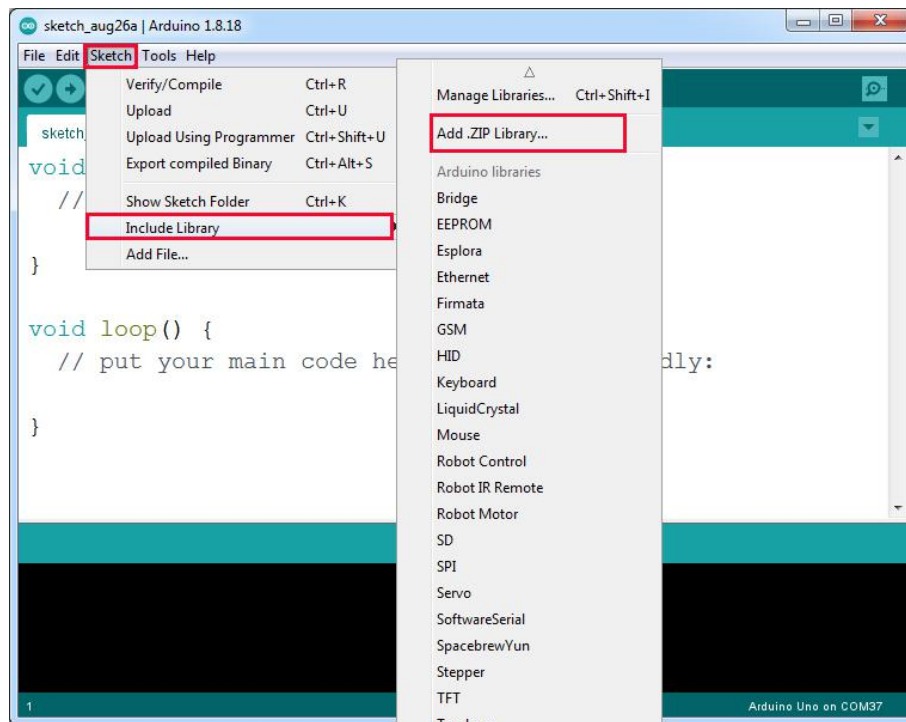 sketch_aug26a | Arduino 1.8.18
File Edit Sketch Tools Help
Verify/Compile Ctrl+R
Upload Ctrl+U
Upload Using Programmer Ctrl+Shift+U
Export compiled Binary Ctrl+Alt+S
Show Sketch Folder Ctrl+K
Include Library
Add File...
Manage Libraries... Ctrl+Shift+I
Add .ZIP Library...
Arduino libraries
Bridge
EEPROM
Esplora
Ethernet
Firmata
GSM
HID
Keyboard
LiquidCrystal
Mouse
Robot Control
Robot IR Remote
Robot Motor
SD
SPI
Servo
SoftwareSerial
SpacebrewYun
Stepper
TFT
sketch_
void
//
}
void loop() {
// put your main code he dly:
}
1
Arduino Uno on COM37